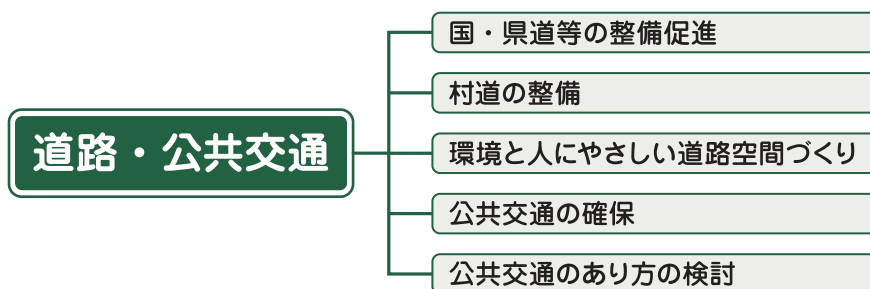 道路・公共交通
国・県道等の整備促進
村道の整備
環境と人にやさしい道路空間づくり
公共交通の確保
公共交通のあり方の検討